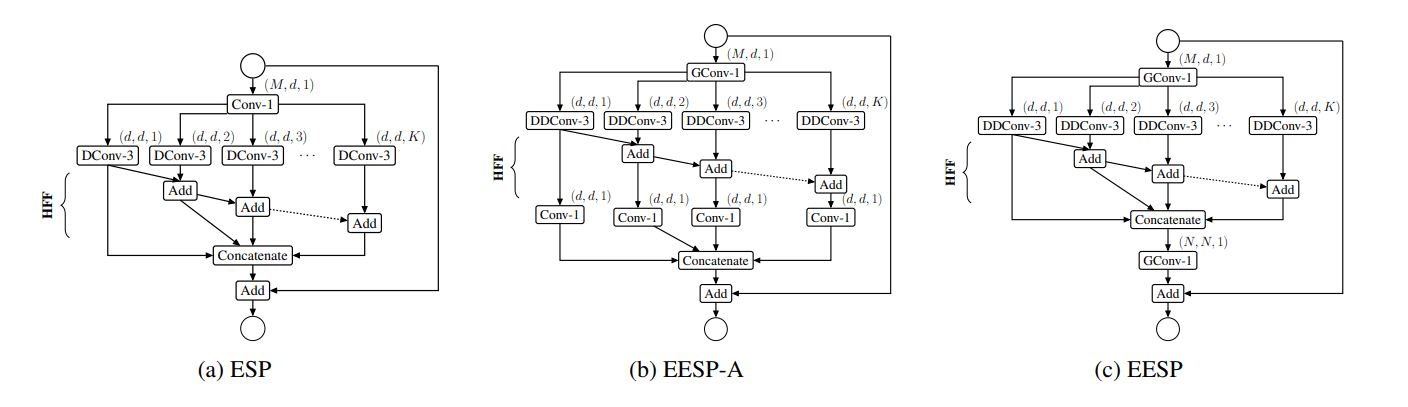 (M, d, 1)
Conv-1
(d, d, 1) (d, d, 2) (d, d, 3) (d, d, K)
DConv-3 DConv-3 DConv-3 · · · DConv-3
HFF
Add
Add
Add
Concatenate
Add
(a) ESP
(M, d, 1)
GConv-1
(d, d, 1) (d, d, 2) (d, d, 3) (d, d, K)
DDConv-3 DDConv-3 DDConv-3 · · · DDConv-3
HFF
Add
Add
Add
(d, d, 1) (d, d, 1) (d, d, 1) (d, d, 1)
Conv-1 Conv-1 Conv-1 Conv-1
Concatenate
Add
(b) EESP-A
(M, d, 1)
GConv-1
(d, d, 1) (d, d, 2) (d, d, 3) (d, d, K)
DDConv-3 DDConv-3 DDConv-3 · · · DDConv-3
HFF
Add
Add
Add
Concatenate
(N, N, 1)
GConv-1
Add
(c) EESP